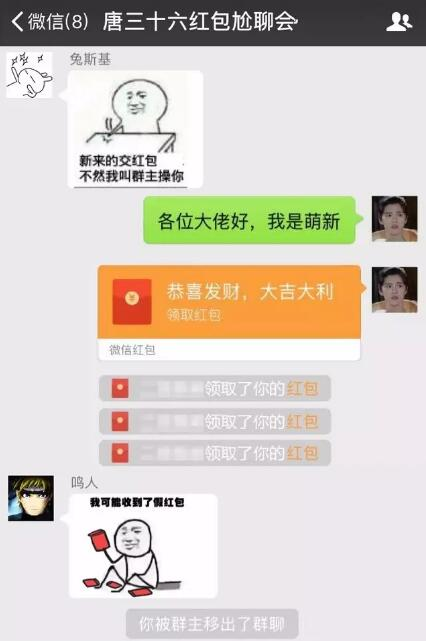 微信(8) 唐三十六红包尬聊会
兔斯基
新来的交红包
不然我叫群主操你
各位大佬好，我是萌新
恭喜发财，大吉大利
领取红包
微信红包
领取了你的红包
领取了你的红包
领取了你的红包
鸣人
我可能收到了假红包
你被群主移出了群聊